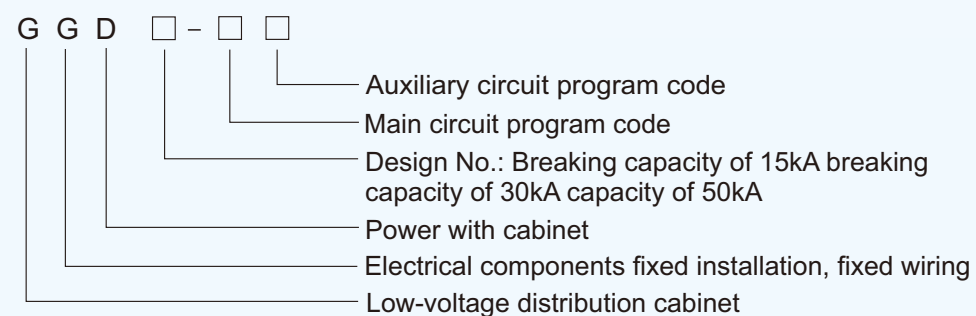 G G D □ - □ □
Auxiliary circuit program code
Main circuit program code
Design No.: Breaking capacity of 15kA breaking
capacity of 30kA capacity of 50kA
Power with cabinet
Electrical components fixed installation, fixed wiring
Low-voltage distribution cabinet